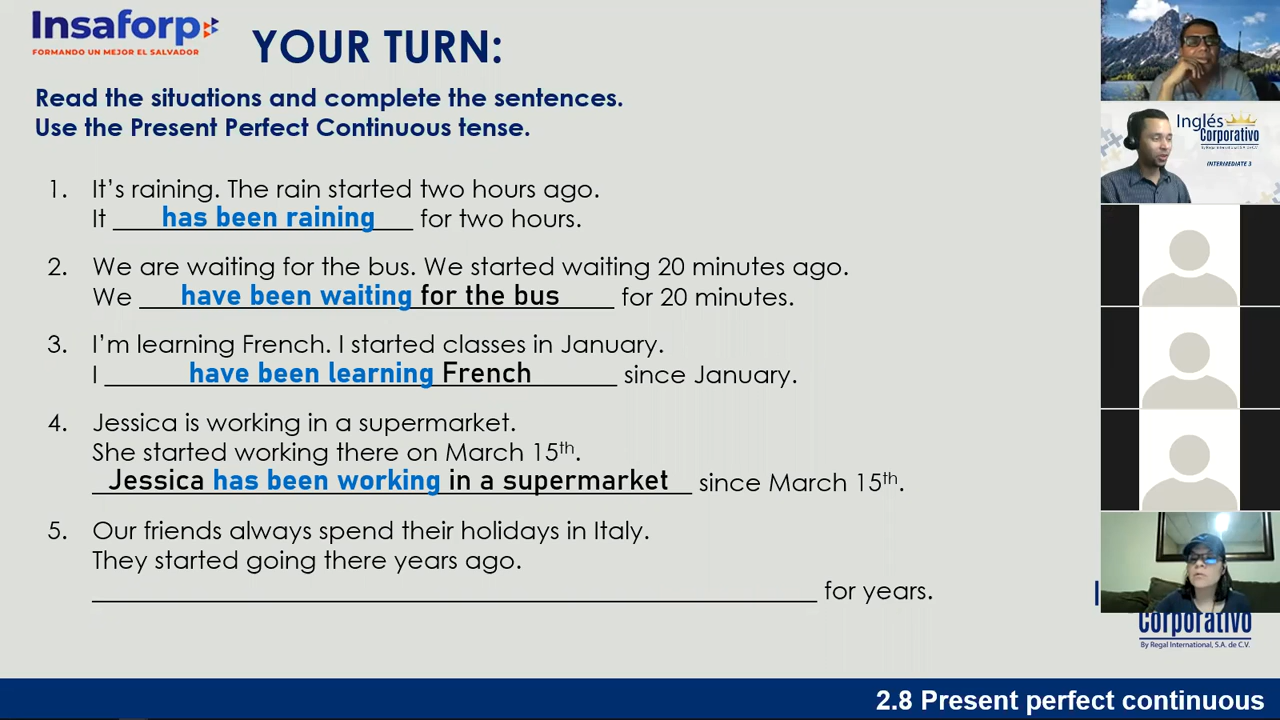 Insaforp
FORMANDO UN MEJOR EL SALVADOR
YOUR TURN:
Read the situations and complete the sentences.
Use the Present Perfect Continuous tense.
1. It’s raining. The rain started two hours ago.
It has been raining for two hours.
2. We are waiting for the bus. We started waiting 20 minutes ago.
We have been waiting for the bus for 20 minutes.
3. I’m learning French. I started classes in January.
I have been learning French since January.
4. Jessica is working in a supermarket.
She started working there on March 15th.
Jessica has been working in a supermarket since March 15th.
5. Our friends always spend their holidays in Italy.
They started going there years ago.
for years.
Inglés
Corporativo
By Regal International, S.A. de C.V.
INTERMEDIATE 3
Corporativo
By Regal International, S.A. de C.V.
2.8 Present perfect continuous